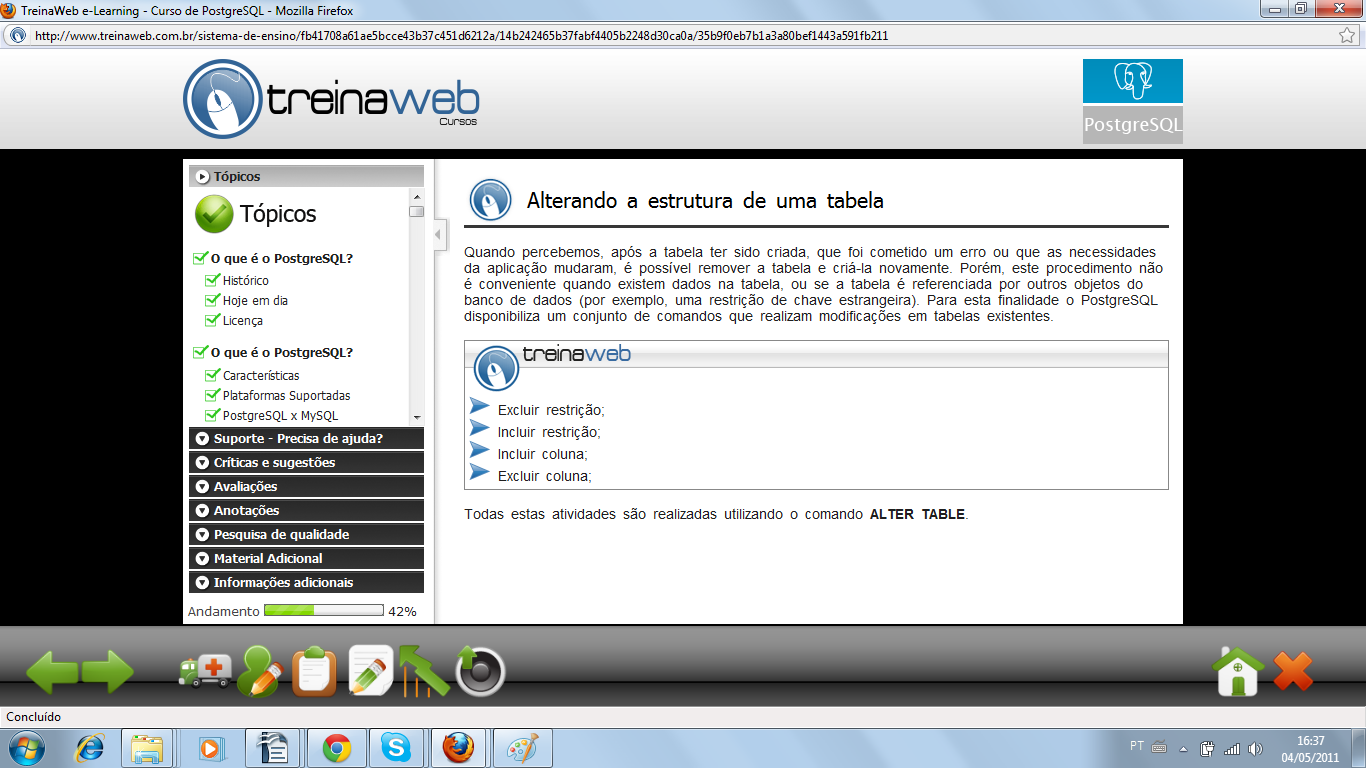 TreinaWeb e-Learning - Curso de PostgreSQL - Mozilla Firefox
http://www.treinaweb.com.br/sistema-de-ensino/fb41708a61ae5bcce43b37c451d6212a/14b242465b37fabf4405b2248d30ca0a/35b9f0eb7b1a3a80bef1443a591fb211
treinaweb
Cursos
PostgreSQL
Tópicos
Tópicos
O que é o PostgreSQL?
Histórico
Hoje em dia
Licença
O que é o PostgreSQL?
Características
Plataformas Suportadas
PostgreSQL x MySQL
Suporte - Precisa de ajuda?
Críticas e sugestões
Avaliações
Anotações
Pesquisa de qualidade
Material Adicional
Informações adicionais
Andamento 42%
Alterando a estrutura de uma tabela
Quando percebemos, após a tabela ter sido criada, que foi cometido um erro ou que as necessidades
da aplicação mudaram, é possível remover a tabela e criá-la novamente. Porém, este procedimento não
é conveniente quando existem dados na tabela, ou se a tabela é referenciada por outros objetos do
banco de dados (por exemplo, uma restrição de chave estrangeira). Para esta finalidade o PostgreSQL
disponibiliza um conjunto de comandos que realizam modificações em tabelas existentes.
treinaweb
Excluir restrição;
Incluir restrição;
Incluir coluna;
Excluir coluna;
Todas estas atividades são realizadas utilizando o comando ALTER TABLE.
Concluído
PT
16:37
04/05/2011